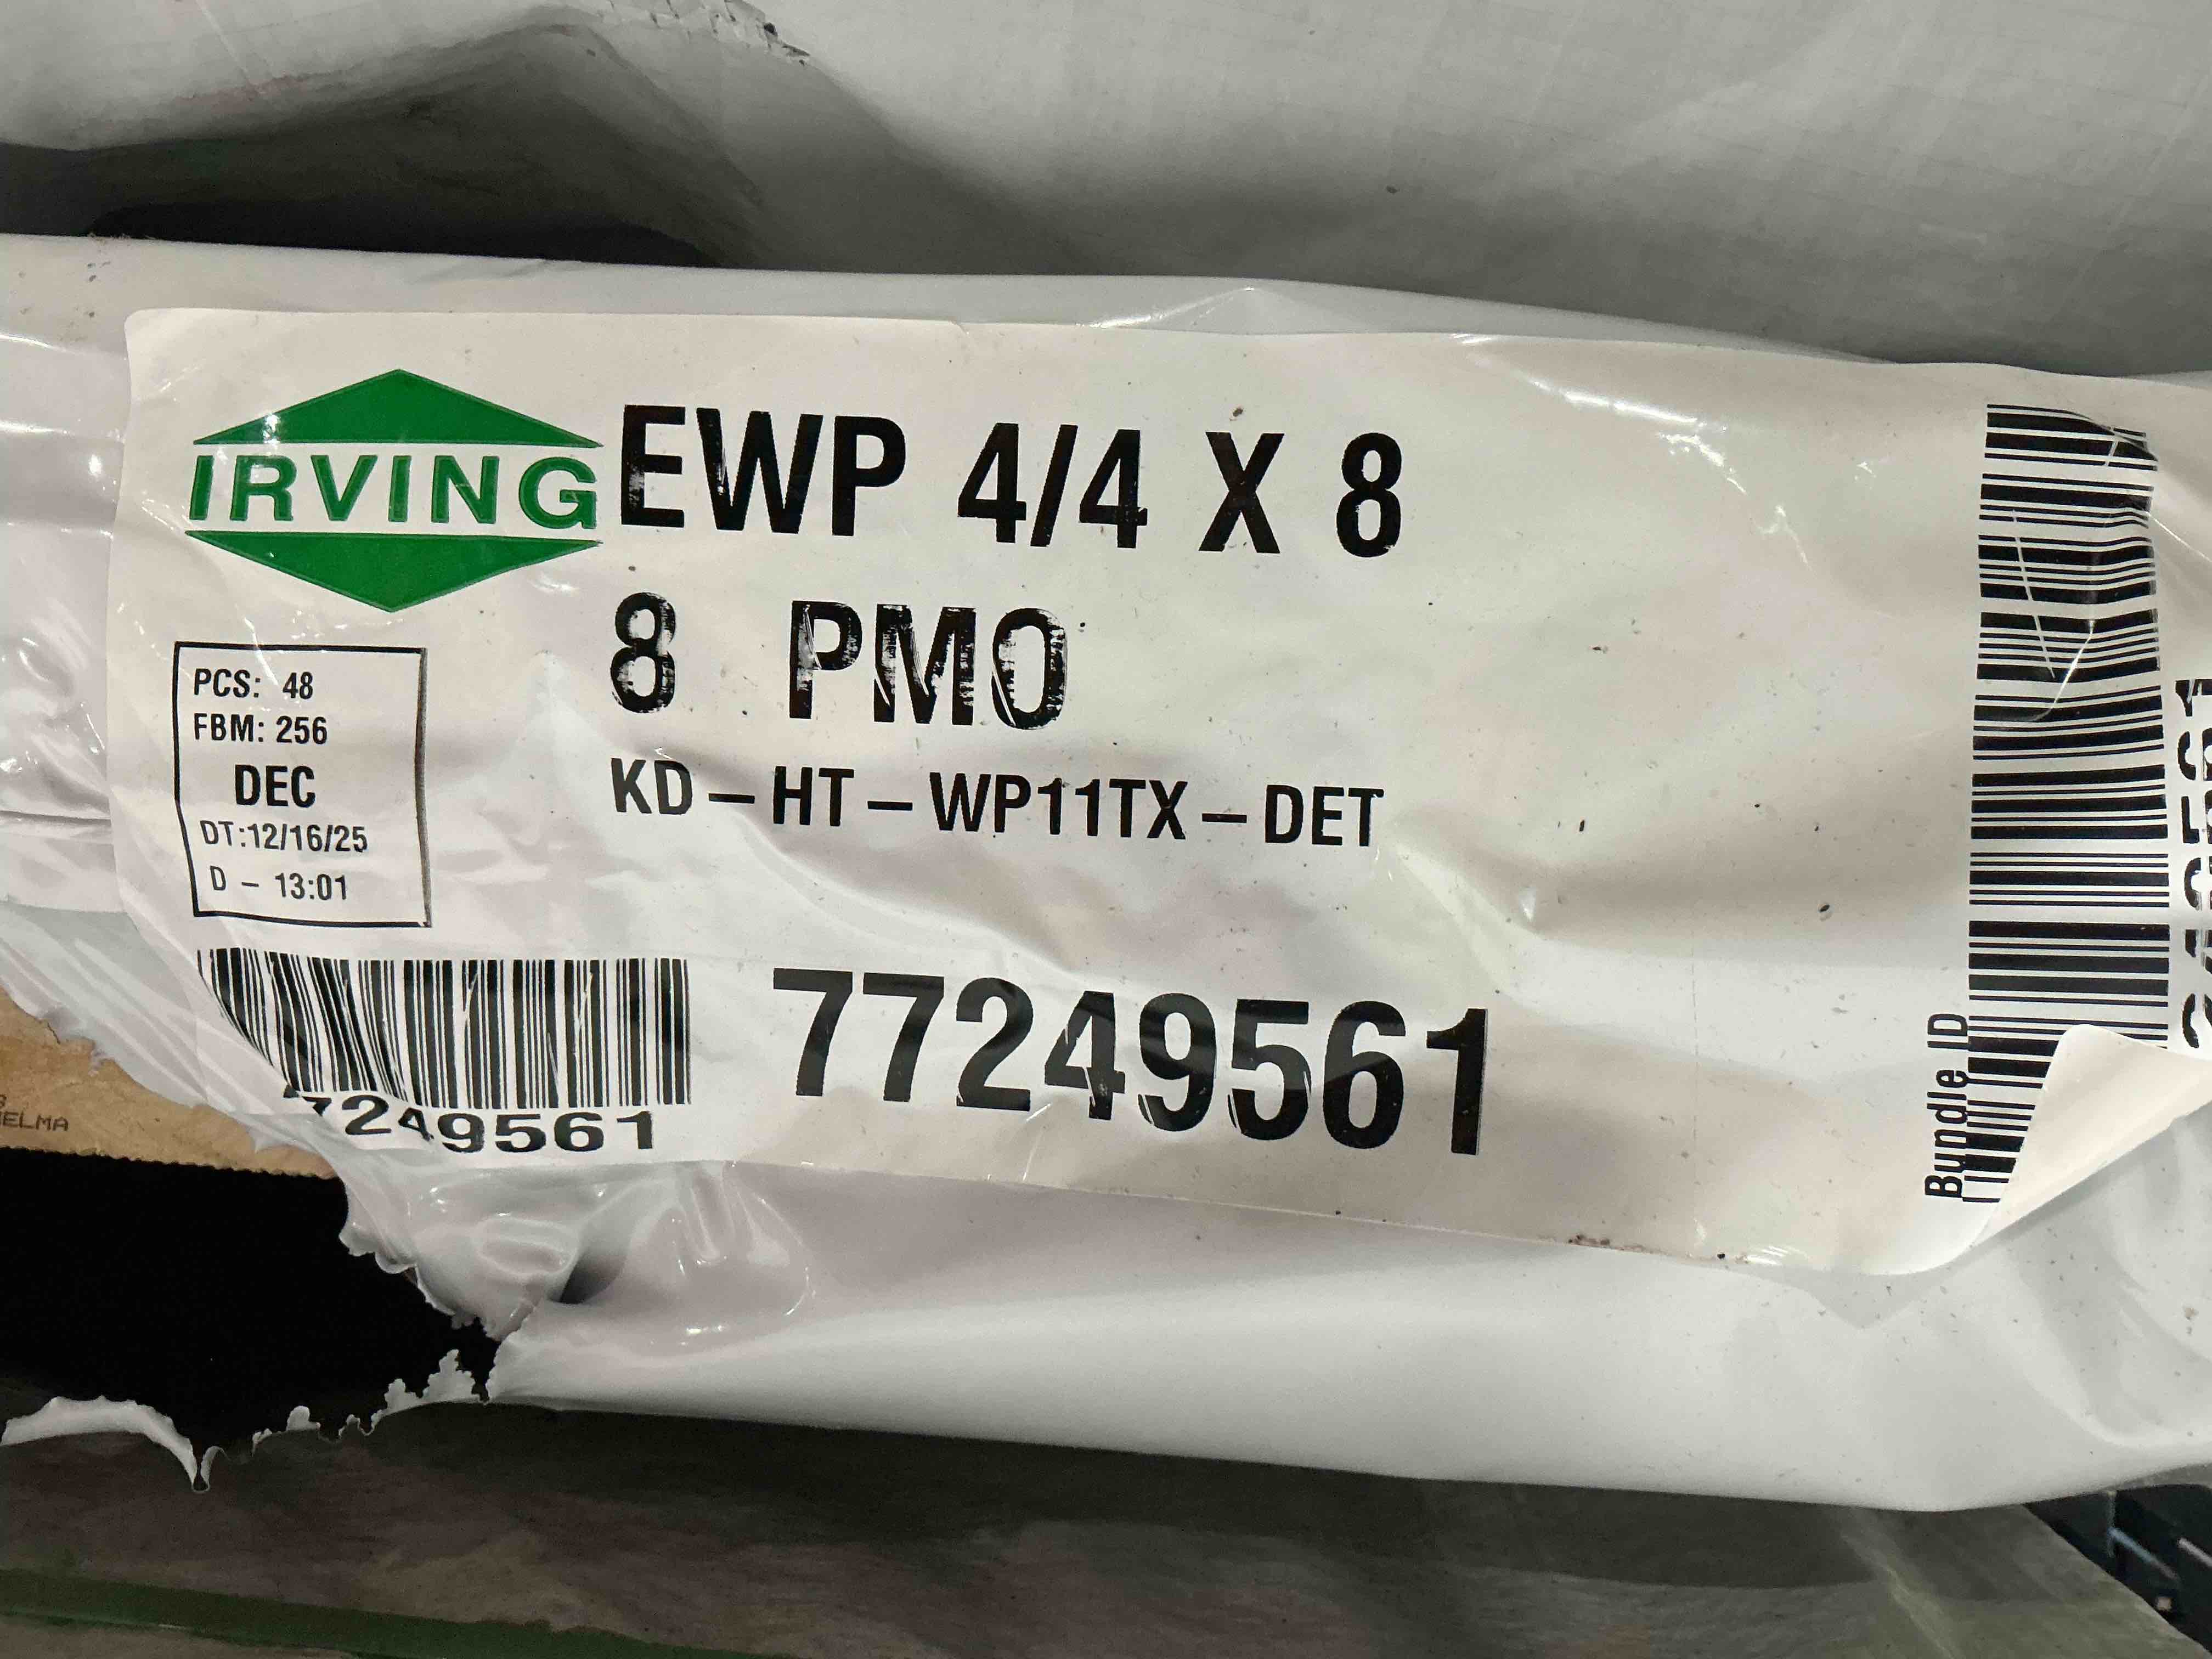 IRVING
EWP 4/4 X 8
8 PMO
KD – HT – WP11TX – DET
PCS: 48
FBM: 256
DEC
DT:12/16/25
D – 13:01
77249561
7249561
Bundle ID
ELMA